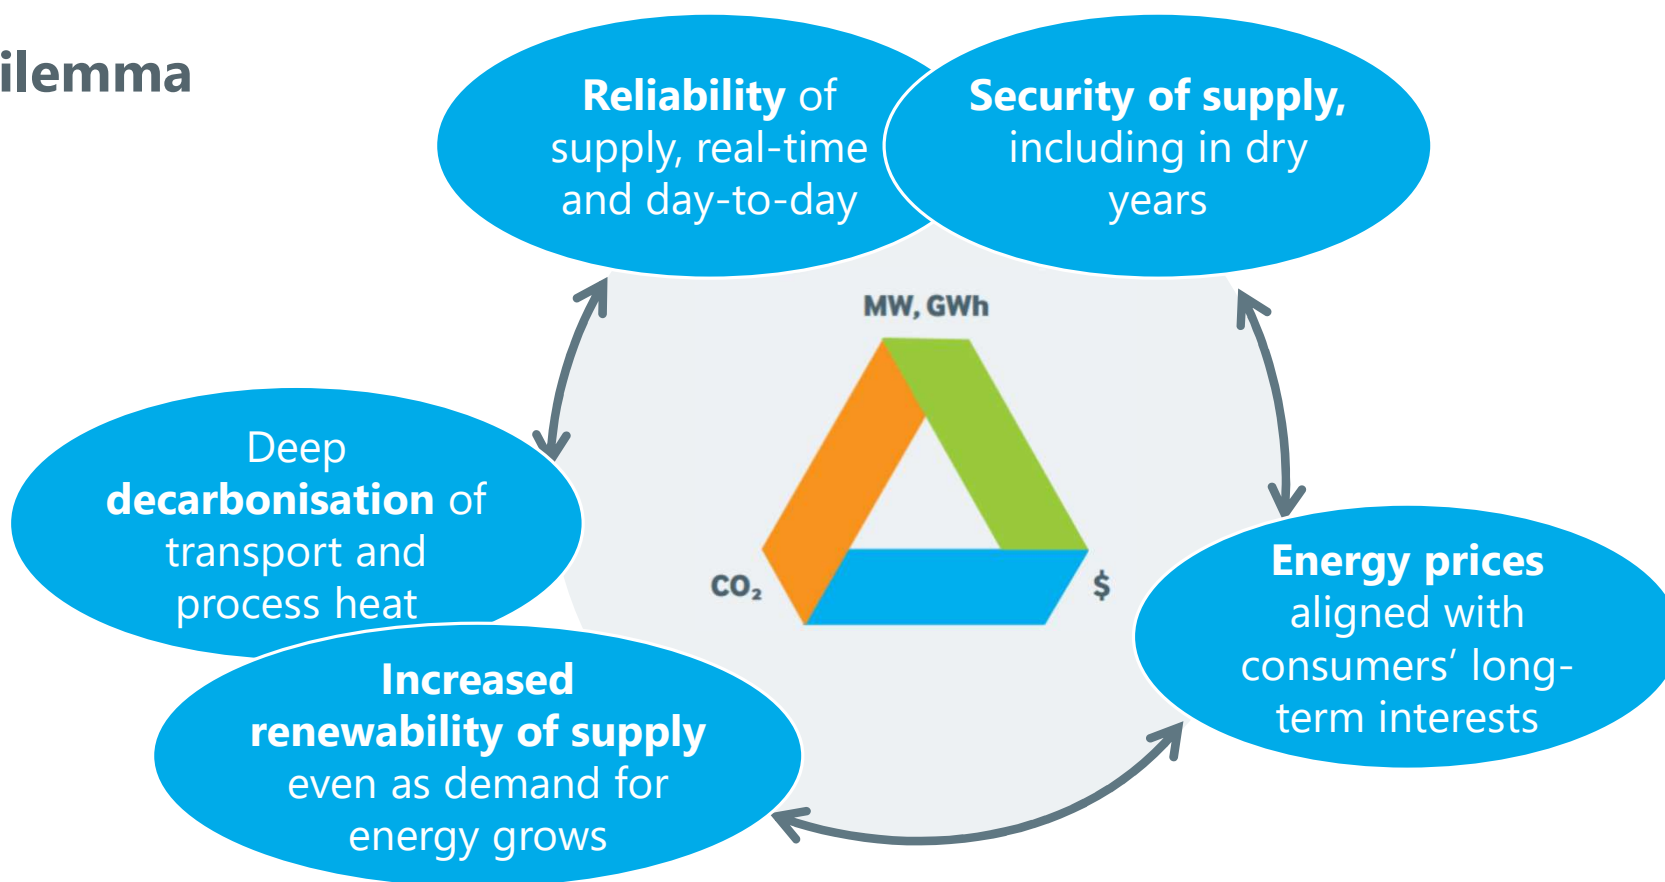 ilemma
Reliability of
supply, real-time
and day-to-day
Security of supply,
including in dry
years
MW, GWh
Deep
decarbonisation of
transport and
process heat
CO₂
$
Energy prices
aligned with
consumers’ long-
term interests
Increased
renewability of supply
even as demand for
energy grows